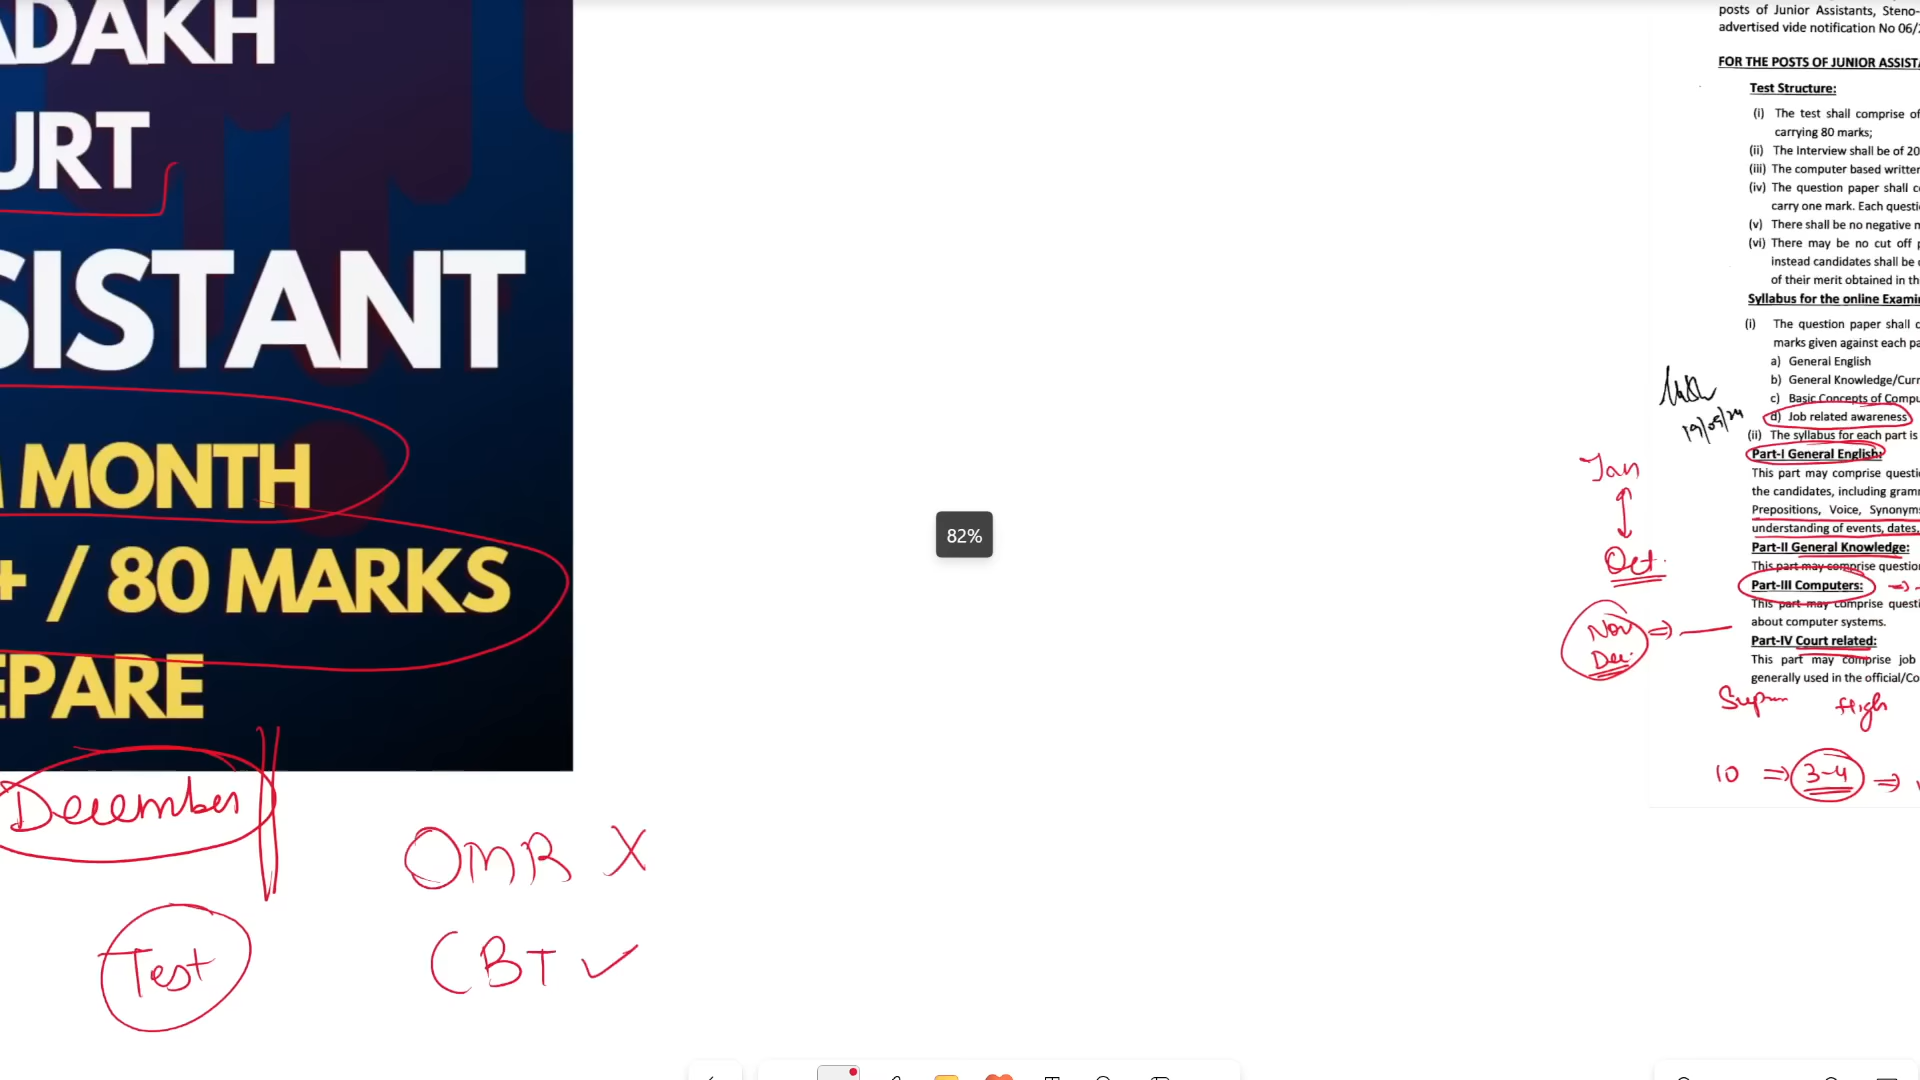 ADAKH
URT
SISTANT
MONTH
+ / 80 MARKS
EPARE
December
Test
OMR X
CBT ✓
82%
posts of Junior Assistants, Steno-
advertised vide notification No 06/
FOR THE POSTS OF JUNIOR ASSISTA
Test Structure:
(i) The test shall comprise of
carrying 80 marks;
(ii) The Interview shall be of 20
(iii) The computer based written
(iv) The question paper shall c
carry one mark. Each questi
(v) There shall be no negative n
(vi) There may be no cut off p
instead candidates shall be
of their merit obtained in th
Syllabus for the online Examin
(i) The question paper shall c
marks given against each pa
a) General English
b) General Knowledge/Curr
c) Basic Concepts of Compu
d) Job related awareness
(ii) The syllabus for each part is
Part-I General English:
This part may comprise questi
the candidates, including gramm
Prepositions, Voice, Synonyms
understanding of events, dates,
Part-II General Knowledge:
This part may comprise question
Part-III Computers:
This part may comprise questi
about computer systems.
Part-IV Court related:
This part may comprise job
generally used in the official/Co
Jan
Oct.
Nov
Dec.
High
10 ⇒ 3-4 ⇒